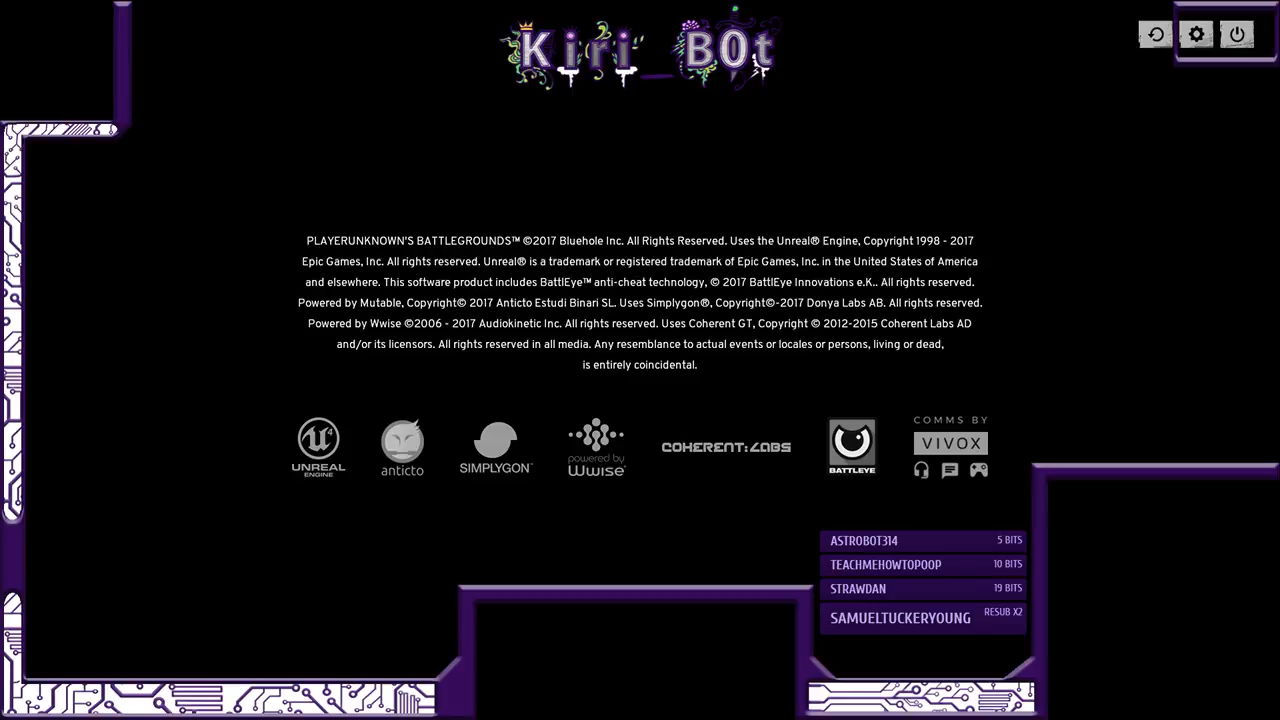 Kiri_B0t
PLAYERUNKNOWN'S BATTLEGROUNDS™ ©2017 Bluehole Inc. All Rights Reserved. Uses the Unreal® Engine, Copyright 1998 - 2017
Epic Games, Inc. All rights reserved. Unreal® is a trademark or registered trademark of Epic Games, Inc. in the United States of America
and elsewhere. This software product includes BattlEye™ anti-cheat technology, © 2017 BattlEye Innovations e.K.. All rights reserved.
Powered by Mutable, Copyright© 2017 Anticto Estudi Binari SL. Uses Simplygon®, Copyright©-2017 Donya Labs AB. All rights reserved.
Powered by Wwise ©2006 - 2017 Audiokinetic Inc. All rights reserved. Uses Coherent GT, Copyright © 2012-2015 Coherent Labs AD
and/or its licensors. All rights reserved in all media. Any resemblance to actual events or locales or persons, living or dead,
is entirely coincidental.
4
UNREAL
ENGINE
anticto
SIMPLYGON™
powered by
Wwise®
COHERENT:LABS
BATTLEYE
COMMS BY
VIVOX
ASTROBOT314 5 BITS
TEACHMEHOWTOPOOP 10 BITS
STRAWDAN 19 BITS
SAMUELTUCKERYOUNG RESUB X2